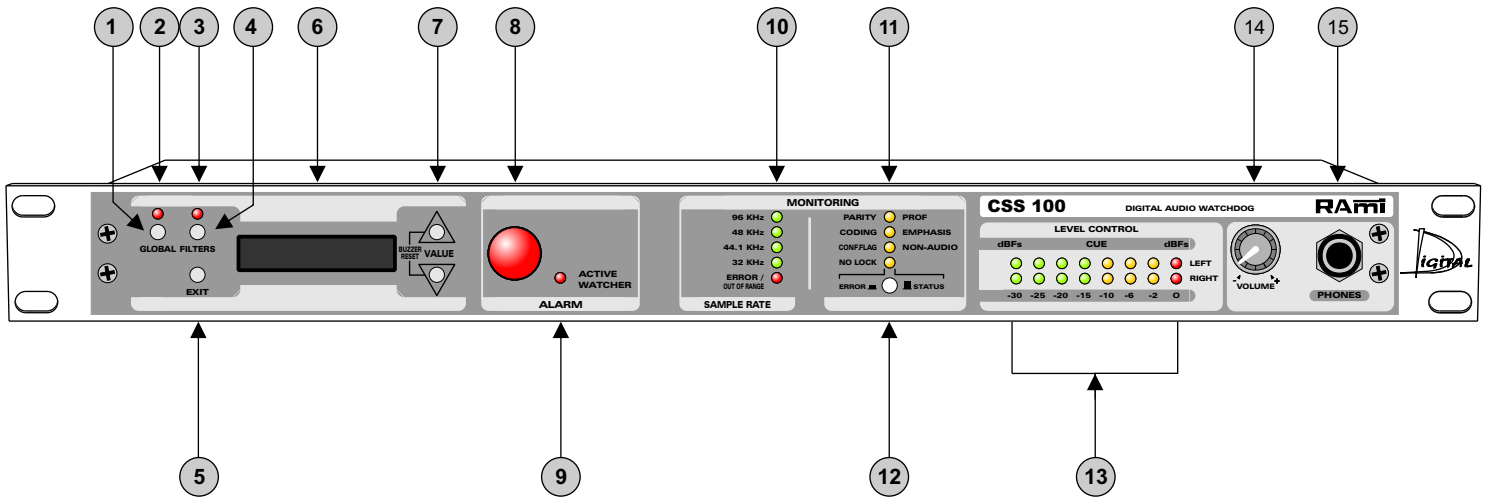 1 2 3 4 6 7 8 10 11 14 15
GLOBAL FILTERS
EXIT
BUZZER
RESET
VALUE
ACTIVE
WATCHER
ALARM
MONITORING
96 KHz
48 KHz
44.1 KHz
32 KHz
ERROR /
OUT OF RANGE
SAMPLE RATE
PARITY PROF
CODING EMPHASIS
CONF.FLAG NON-AUDIO
NO LOCK
ERROR STATUS
CSS 100 DIGITAL AUDIO WATCHDOG RAmi
LEVEL CONTROL
dBFs CUE dBFs
LEFT
RIGHT
-30 -25 -20 -15 -10 -6 -2 0
- +
VOLUME
PHONES
Digital
5 9 12 13